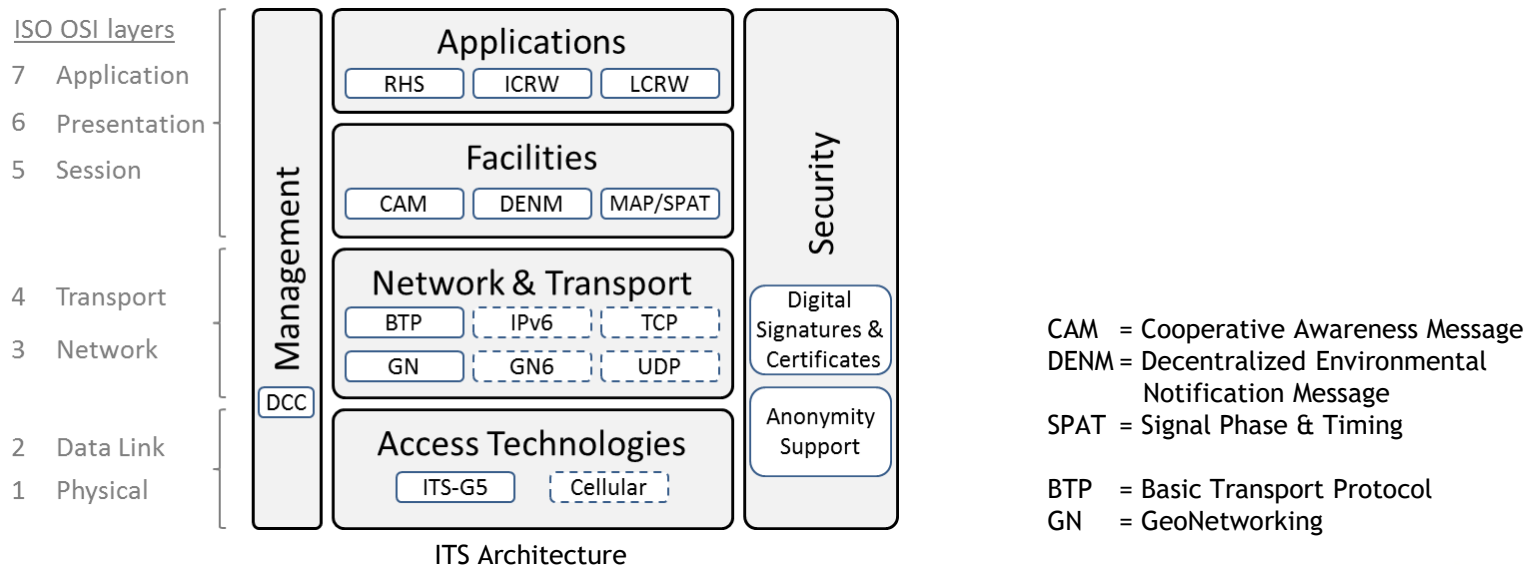 ISO OSI layers
7 Application
6 Presentation
5 Session
4 Transport
3 Network
2 Data Link
1 Physical
Management
DCC
Applications
RHS ICRW LCRW
Facilities
CAM DENM MAP/SPAT
Network & Transport
BTP IPv6 TCP
GN GN6 UDP
Access Technologies
ITS-G5 Cellular
Security
Digital
Signatures &
Certificates
Anonymity
Support
ITS Architecture
CAM = Cooperative Awareness Message
DENM = Decentralized Environmental
Notification Message
SPAT = Signal Phase & Timing
BTP = Basic Transport Protocol
GN = GeoNetworking